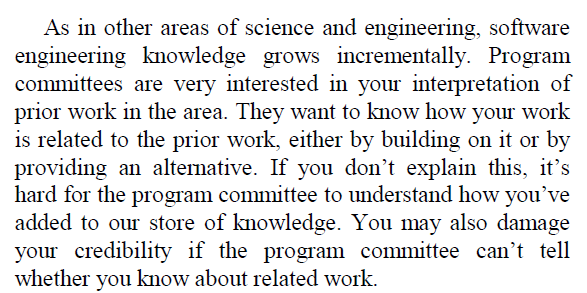 As in other areas of science and engineering, software
engineering knowledge grows incrementally. Program
committees are very interested in your interpretation of
prior work in the area. They want to know how your work
is related to the prior work, either by building on it or by
providing an alternative. If you don’t explain this, it’s
hard for the program committee to understand how you’ve
added to our store of knowledge. You may also damage
your credibility if the program committee can’t tell
whether you know about related work.